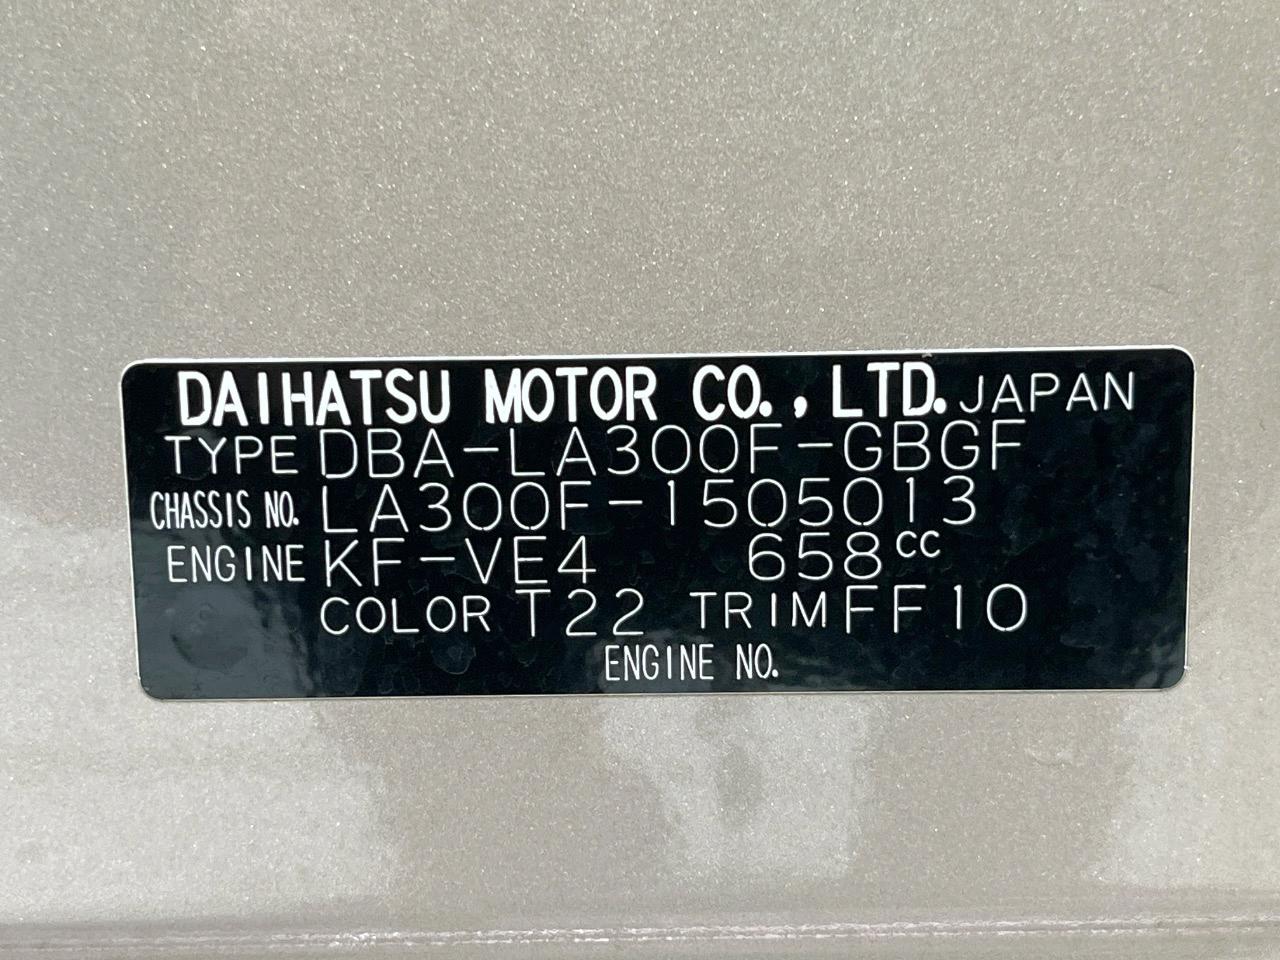 DAIHATSU MOTOR CO., LTD. JAPAN
TYPE DBA-LA300F-GBGF
CHASSIS NO. LA300F-1505013
ENGINE KF-VE4 658CC
COLOR T22 TRIM FF10
ENGINE NO.